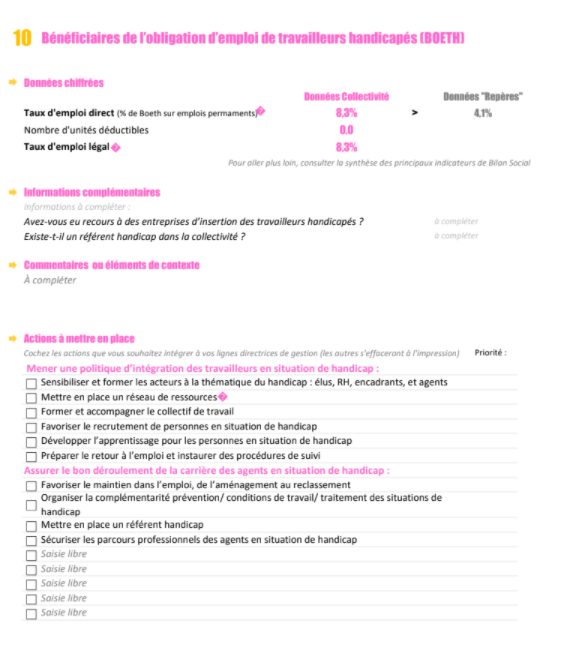 10 Bénéficiaires de l'obligation d'emploi de travailleurs handicapés (BOETH)
Données chiffrées
Données Collectivité Données "Repères"
Taux d'emploi direct (% de Boeth sur emplois permaments) 8,3% > 4,1%
Nombre d'unités déductibles 0,0
Taux d'emploi légal 8,3%
Pour aller plus loin, consulter la synthèse des principaux indicateurs de Bilan Social
Informations complémentaires
Informations à compléter :
Avez-vous eu recours à des entreprises d'insertion des travailleurs handicapés ? à compléter
Existe-t-il un référent handicap dans la collectivité ? à compléter
Commentaires ou éléments de contexte
À compléter
Actions à mettre en place
Cochez les actions que vous souhaitez intégrer à vos lignes directrices de gestion (les autres s'effaceront à l'impression) Priorité :
Mener une politique d'intégration des travailleurs en situation de handicap :
Sensibiliser et former les acteurs à la thématique du handicap : élus, RH, encadrants, et agents
Mettre en place un réseau de ressources
Former et accompagner le collectif de travail
Favoriser le recrutement de personnes en situation de handicap
Développer l'apprentissage pour les personnes en situation de handicap
Préparer le retour à l'emploi et instaurer des procédures de suivi
Assurer le bon déroulement de la carrière des agents en situation de handicap :
Favoriser le maintien dans l'emploi, de l'aménagement au reclassement
Organiser la complémentarité prévention/ conditions de travail/ traitement des situations de
handicap
Mettre en place un référent handicap
Sécuriser les parcours professionnels des agents en situation de handicap
Saisie libre
Saisie libre
Saisie libre
Saisie libre
Saisie libre